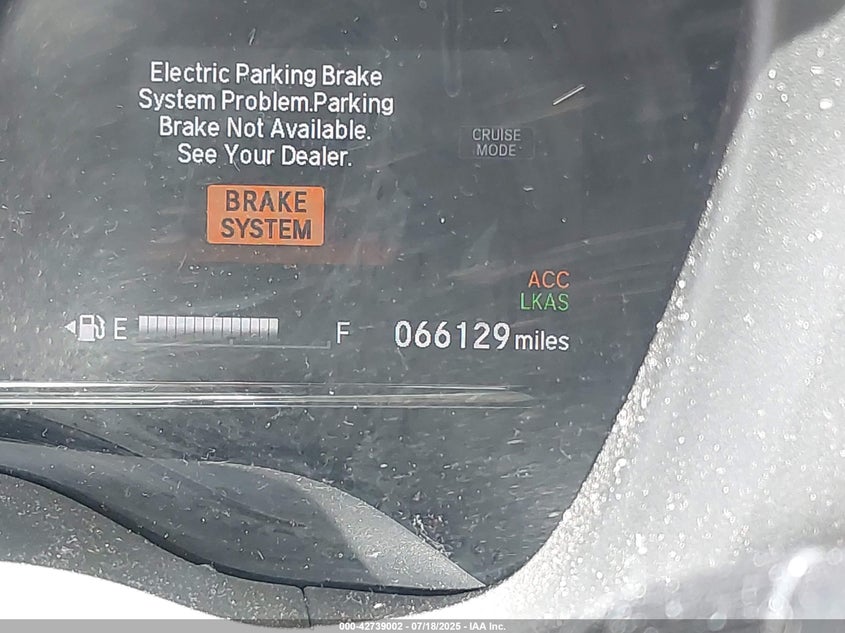 Electric Parking Brake
System Problem.Parking
Brake Not Available.
See Your Dealer.
CRUISE
MODE
BRAKE
SYSTEM
ACC
LKAS
E F 066129 miles
000-42739002 - 07/18/2025 - IAA Inc.